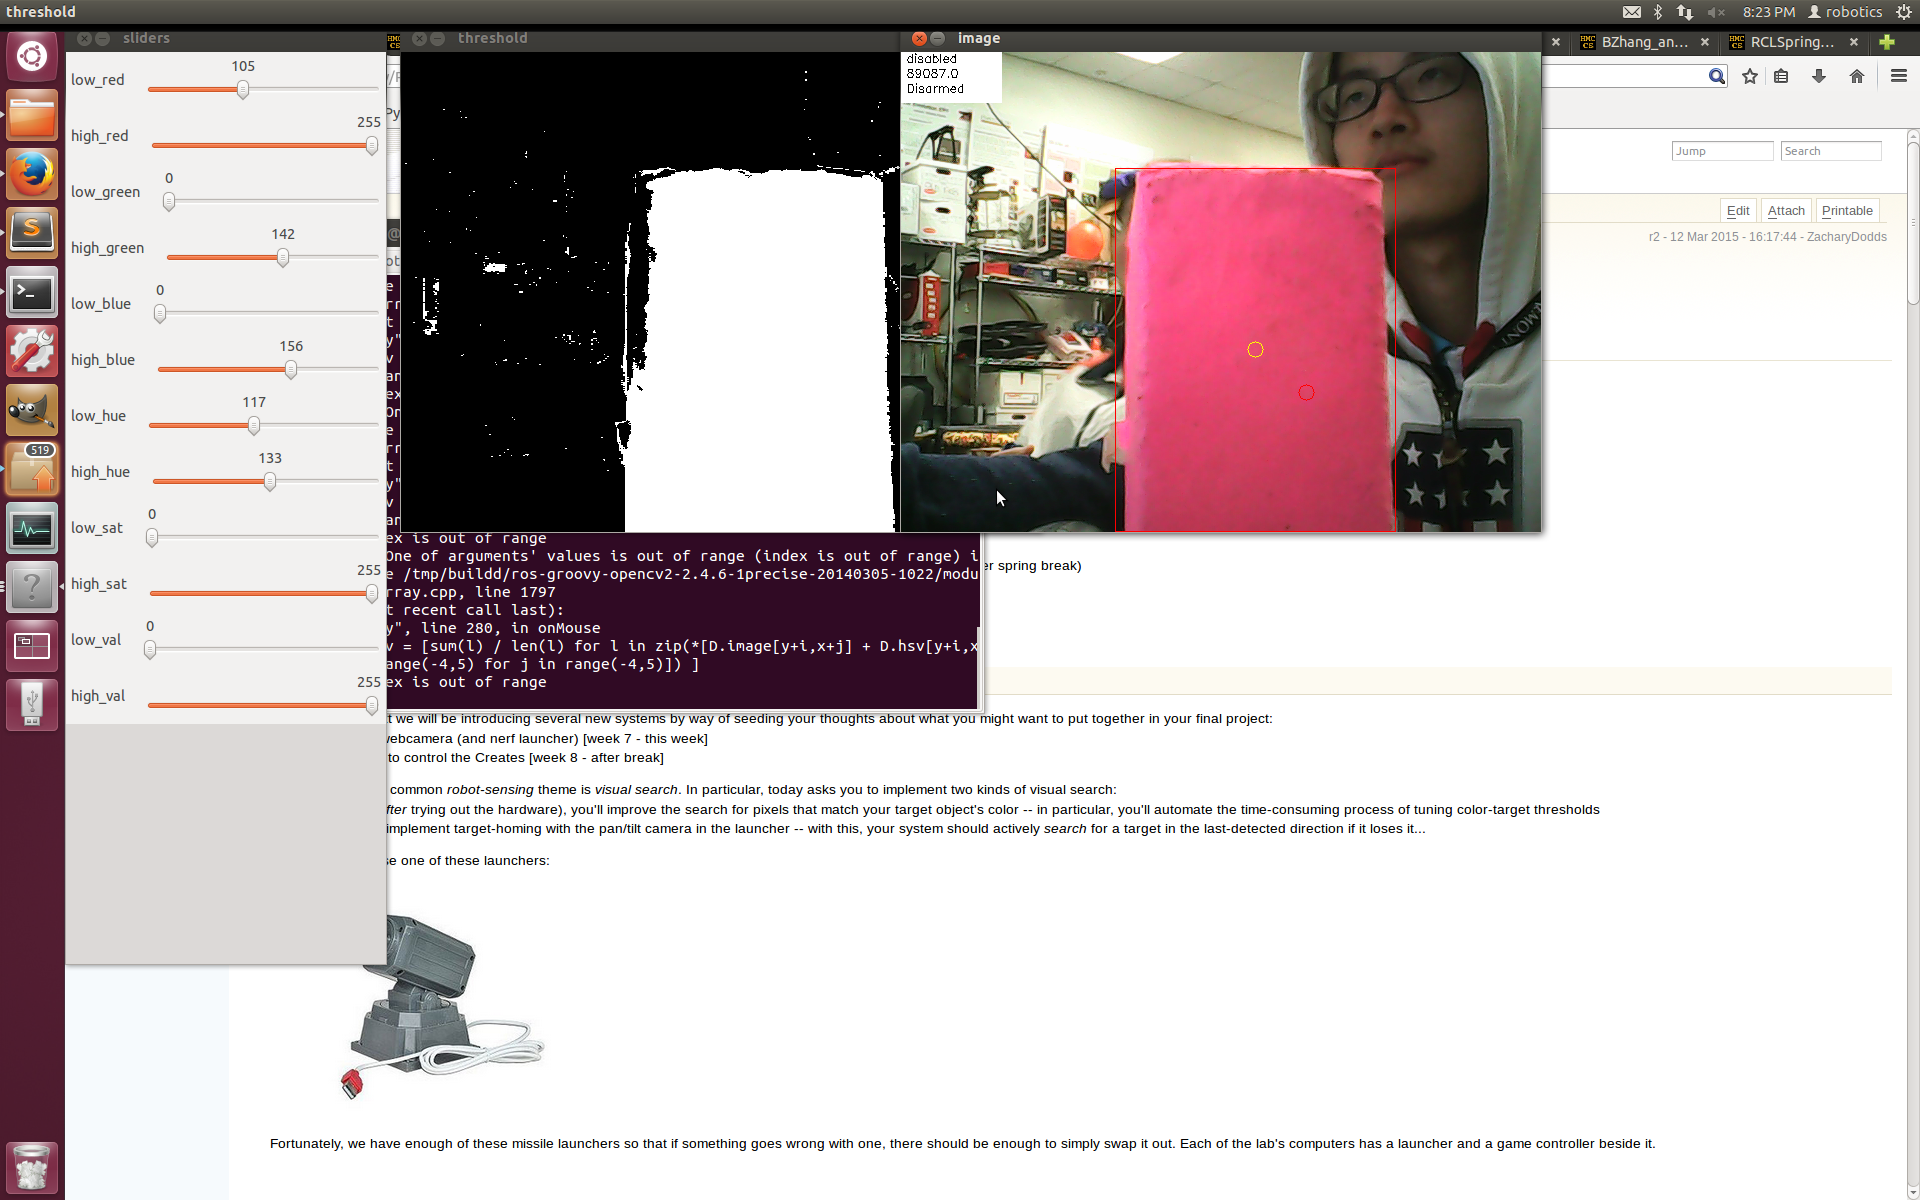 threshold
8:23 PM robotics
sliders
threshold
image
BZhang_an...
RCLSpring...
low_red 105
high_red 255
low_green 0
high_green 142
low_blue 0
high_blue 156
low_hue 117
high_hue 133
low_sat 0
high_sat 255
low_val 0
high_val 255
519
disabled
89087.0
Disarmed
Jump Search
Edit Attach Printable
r2 - 12 Mar 2015 - 16:17:44 - ZacharyDodds
ex is out of range
One of arguments' values is out of range (index is out of range) i
e /tmp/buildd/ros-groovy-opencv2-2.4.6-1precise-20140305-1022/modu
rray.cpp, line 1797
t recent call last):
y", line 280, in onMouse
v = [sum(l) / len(l) for l in zip(*[D.image[y+i,x+j] + D.hsv[y+i,x
ange(-4,5) for j in range(-4,5)]) ]
ex is out of range
er spring break)
t we will be introducing several new systems by way of seeding your thoughts about what you might want to put together in your final project:
webcamera (and nerf launcher) [week 7 - this week]
to control the Creates [week 8 - after break]
common robot-sensing theme is visual search. In particular, today asks you to implement two kinds of visual search:
fter trying out the hardware), you'll improve the search for pixels that match your target object's color -- in particular, you'll automate the time-consuming process of tuning color-target thresholds
implement target-homing with the pan/tilt camera in the launcher -- with this, your system should actively search for a target in the last-detected direction if it loses it...
se one of these launchers:
Fortunately, we have enough of these missile launchers so that if something goes wrong with one, there should be enough to simply swap it out. Each of the lab's computers has a launcher and a game controller beside it.